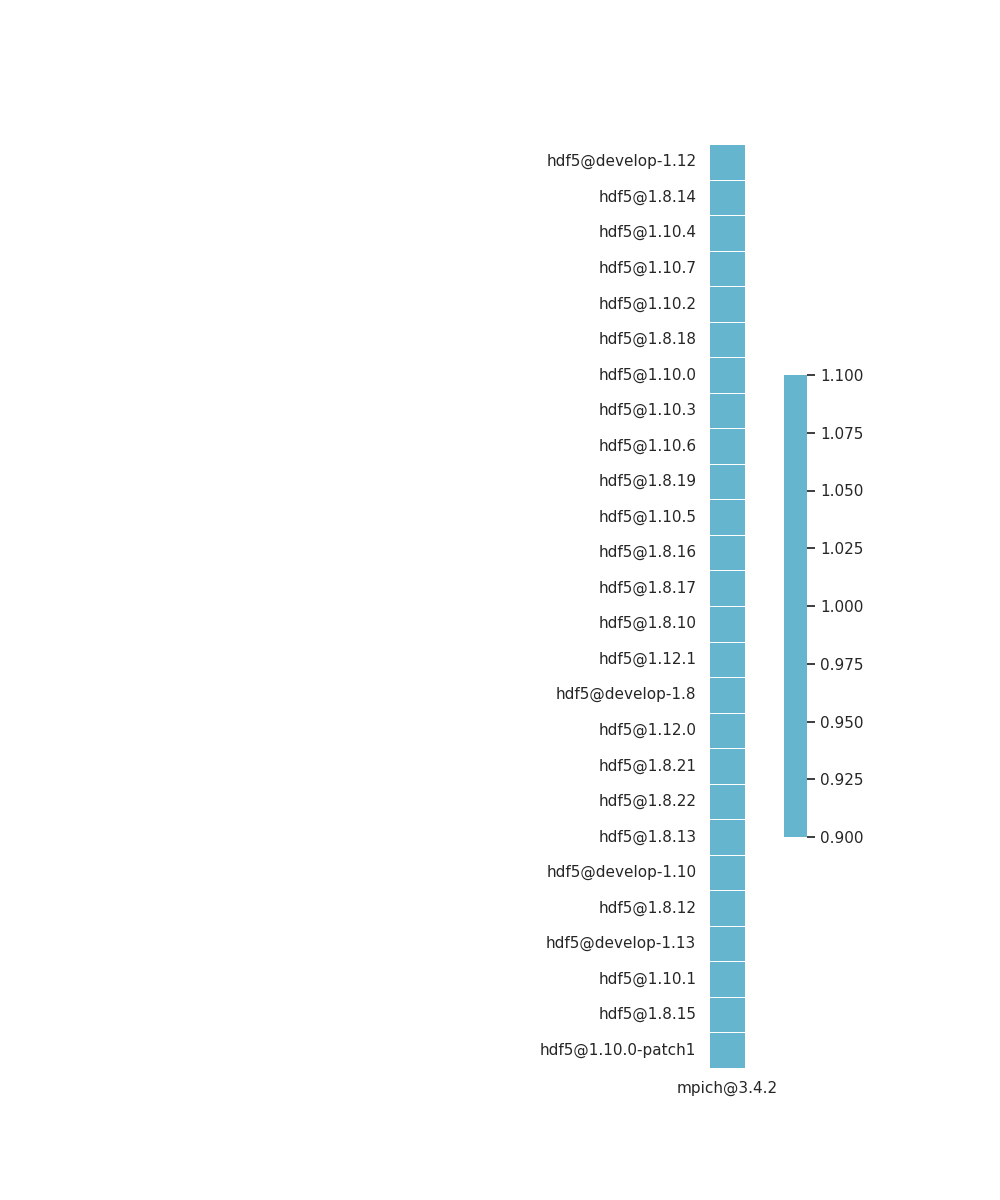 hdf5@develop-1.12
hdf5@1.8.14
hdf5@1.10.4
hdf5@1.10.7
hdf5@1.10.2
hdf5@1.8.18
hdf5@1.10.0
hdf5@1.10.3
hdf5@1.10.6
hdf5@1.8.19
hdf5@1.10.5
hdf5@1.8.16
hdf5@1.8.17
hdf5@1.8.10
hdf5@1.12.1
hdf5@develop-1.8
hdf5@1.12.0
hdf5@1.8.21
hdf5@1.8.22
hdf5@1.8.13
hdf5@develop-1.10
hdf5@1.8.12
hdf5@develop-1.13
hdf5@1.10.1
hdf5@1.8.15
hdf5@1.10.0-patch1
mpich@3.4.2
1.100
1.075
1.050
1.025
1.000
0.975
0.950
0.925
0.900